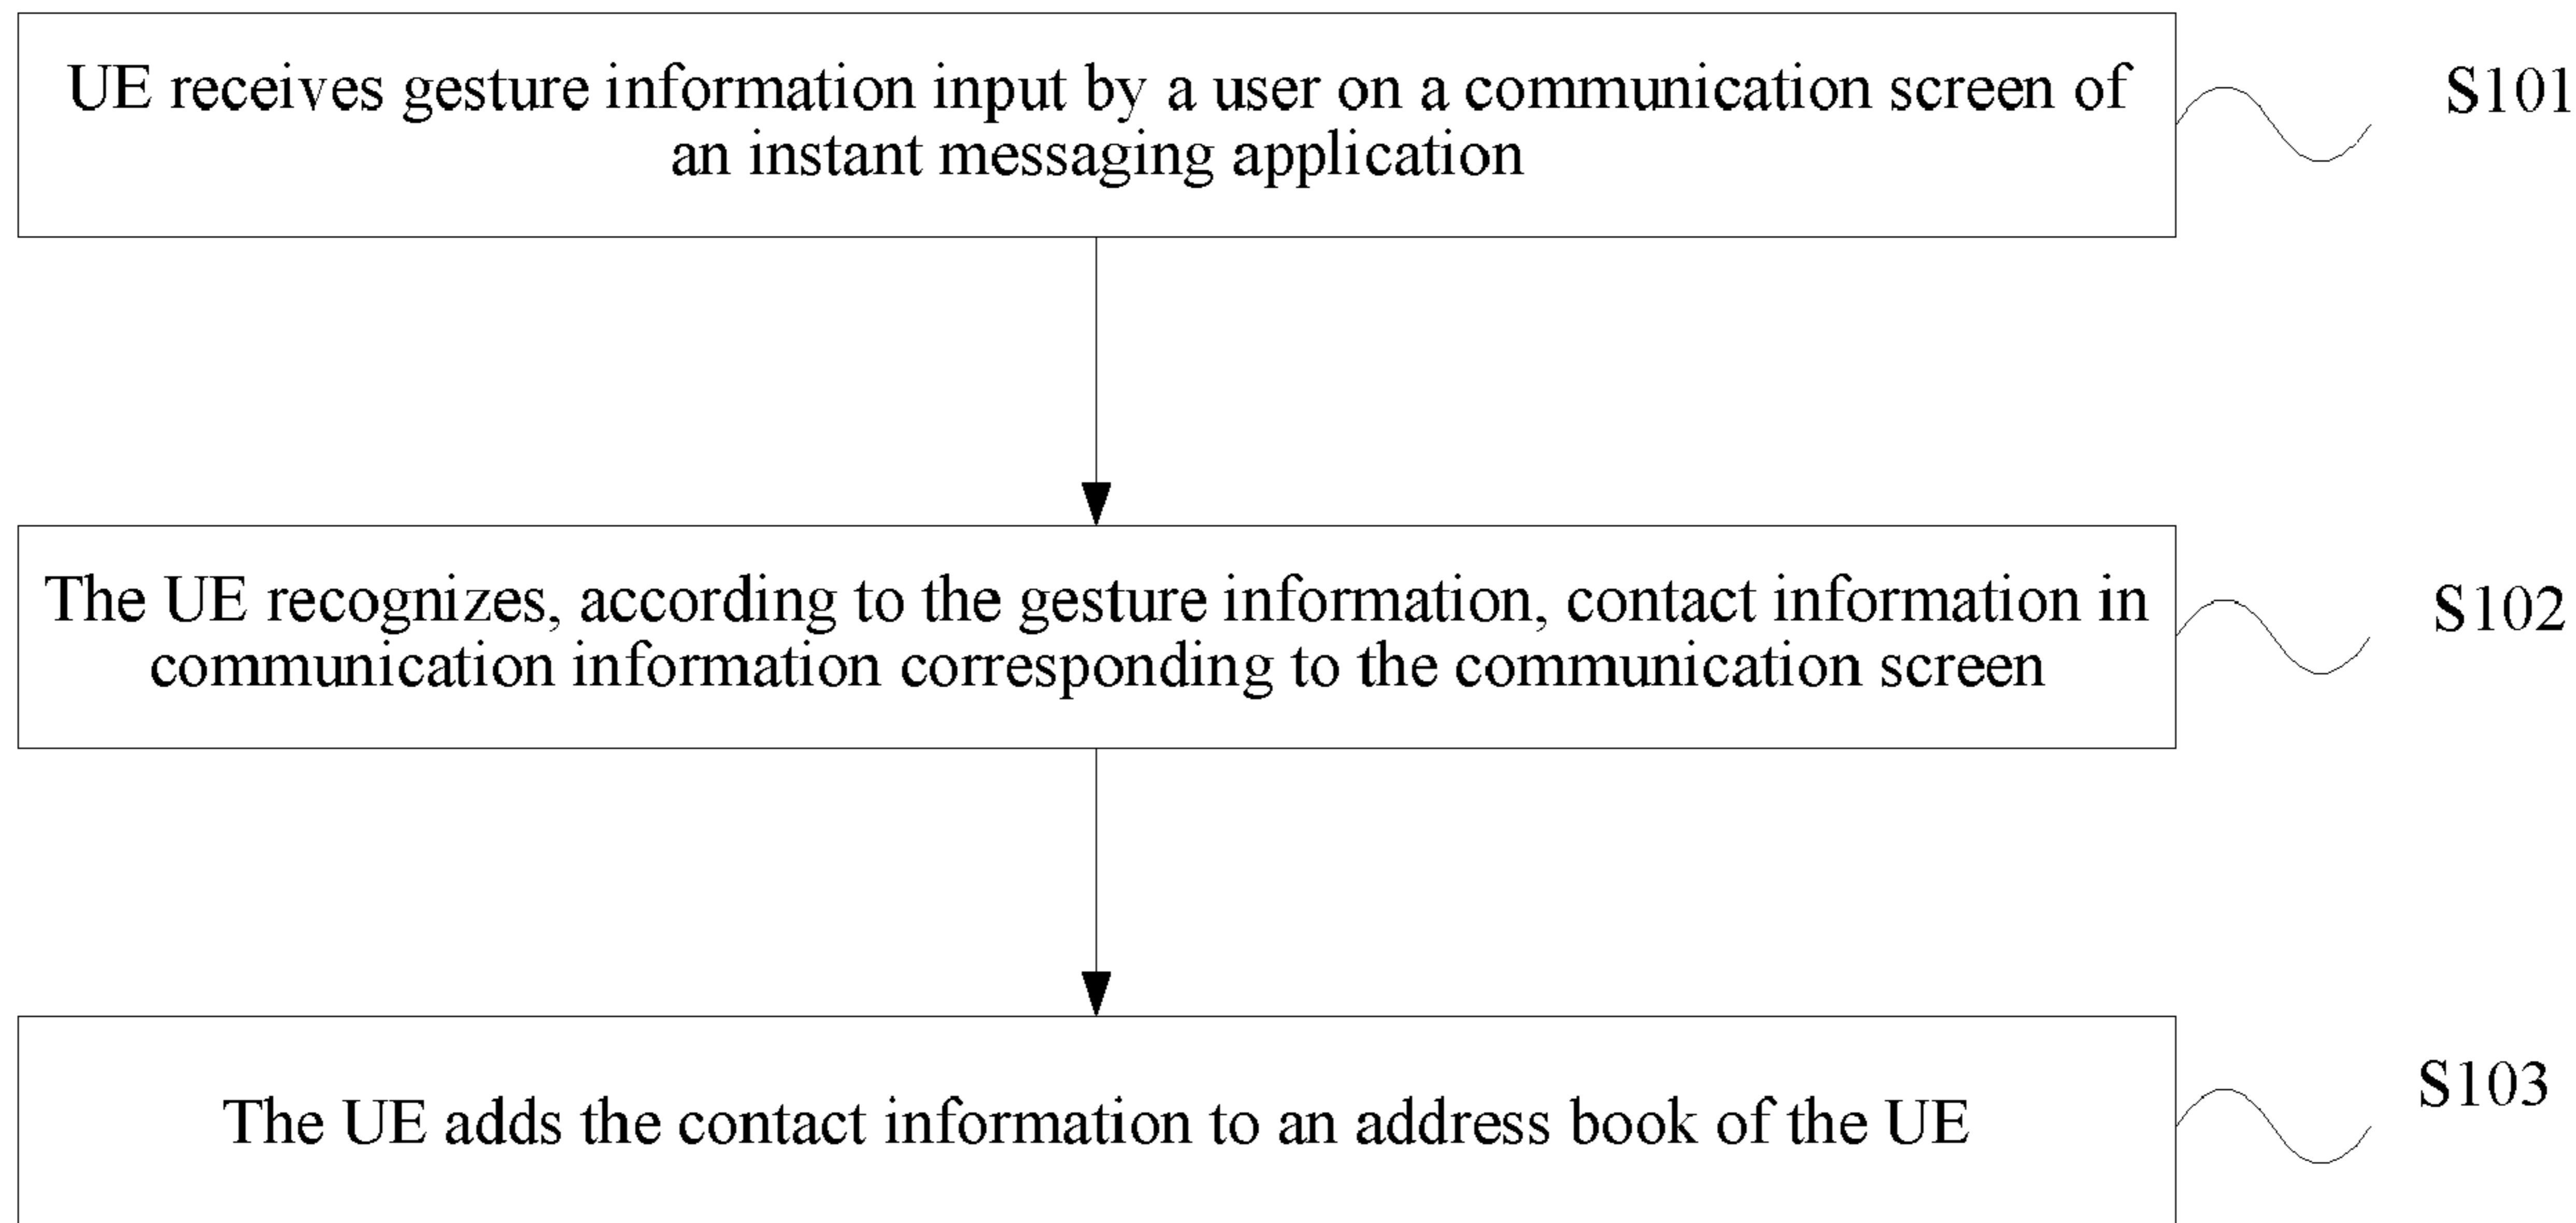 UE receives gesture information input by a user on a communication screen of
an instant messaging application
S101
The UE recognizes, according to the gesture information, contact information in
communication information corresponding to the communication screen
S102
The UE adds the contact information to an address book of the UE
S103